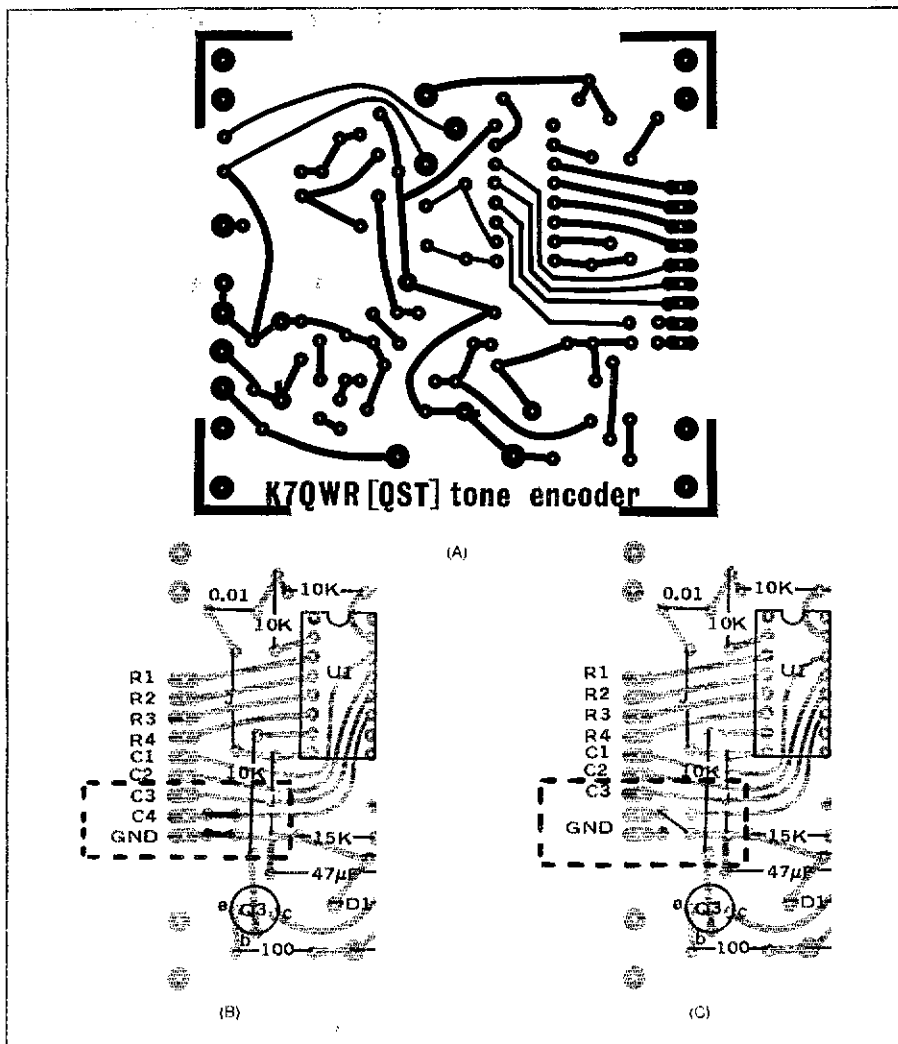 K7QWR [QST] tone encoder
(A)
0.01
10K
10K
U1
R1
R2
R3
R4
C1
C2
10K
C3
C4
GND
15K
47µF
a
Q3
c
D1
b
100
(B)
0.01
10K
10K
U1
R1
R2
R3
R4
C1
C2
10K
C3
GND
15K
47µF
a
Q3
c
D1
b
100
(C)